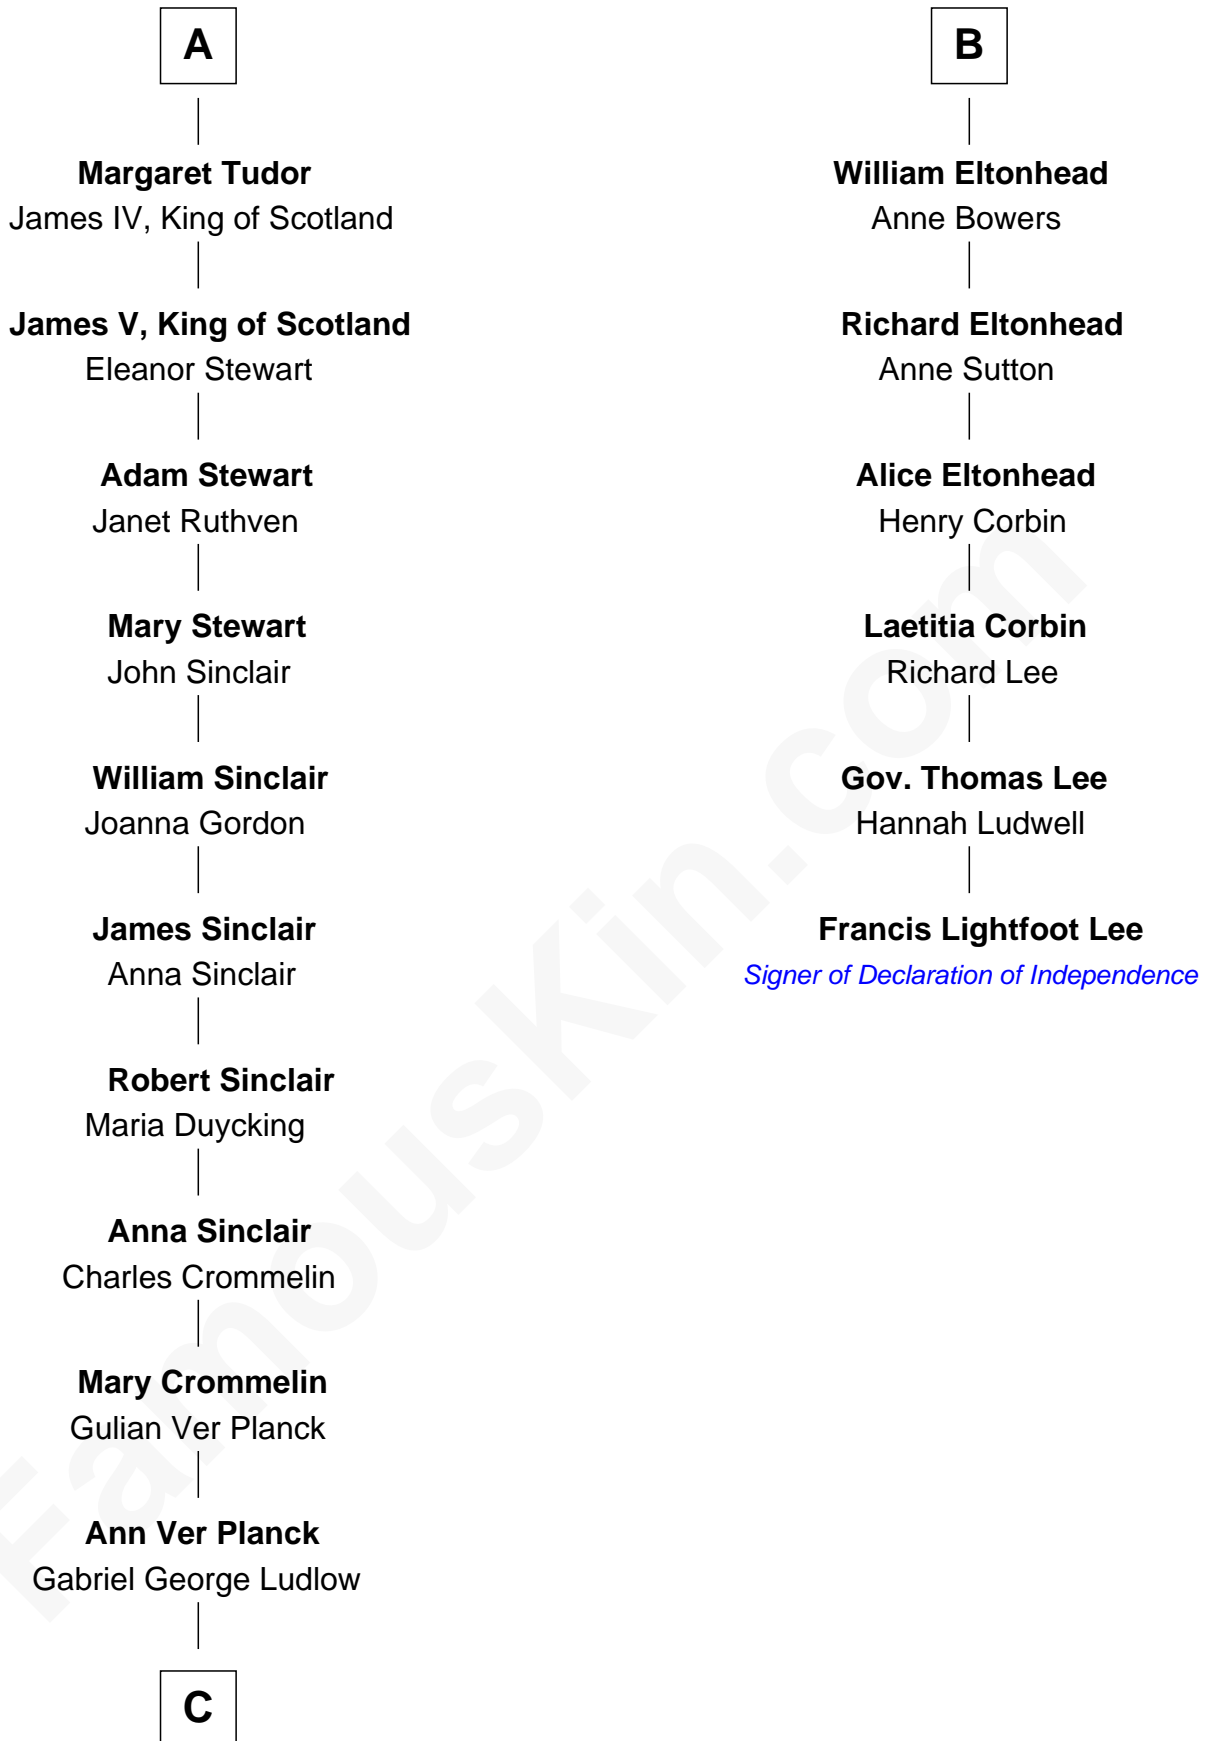 A
Margaret Tudor
James IV, King of Scotland
James V, King of Scotland
Eleanor Stewart
Adam Stewart
Janet Ruthven
Mary Stewart
John Sinclair
William Sinclair
Joanna Gordon
James Sinclair
Anna Sinclair
Robert Sinclair
Maria Duycking
Anna Sinclair
Charles Crommelin
Mary Crommelin
Gulian Ver Planck
Ann Ver Planck
Gabriel George Ludlow
C
B
William Eltonhead
Anne Bowers
Richard Eltonhead
Anne Sutton
Alice Eltonhead
Henry Corbin
Laetitia Corbin
Richard Lee
Gov. Thomas Lee
Hannah Ludwell
Francis Lightfoot Lee
Signer of Declaration of Independence
FamousKin.com